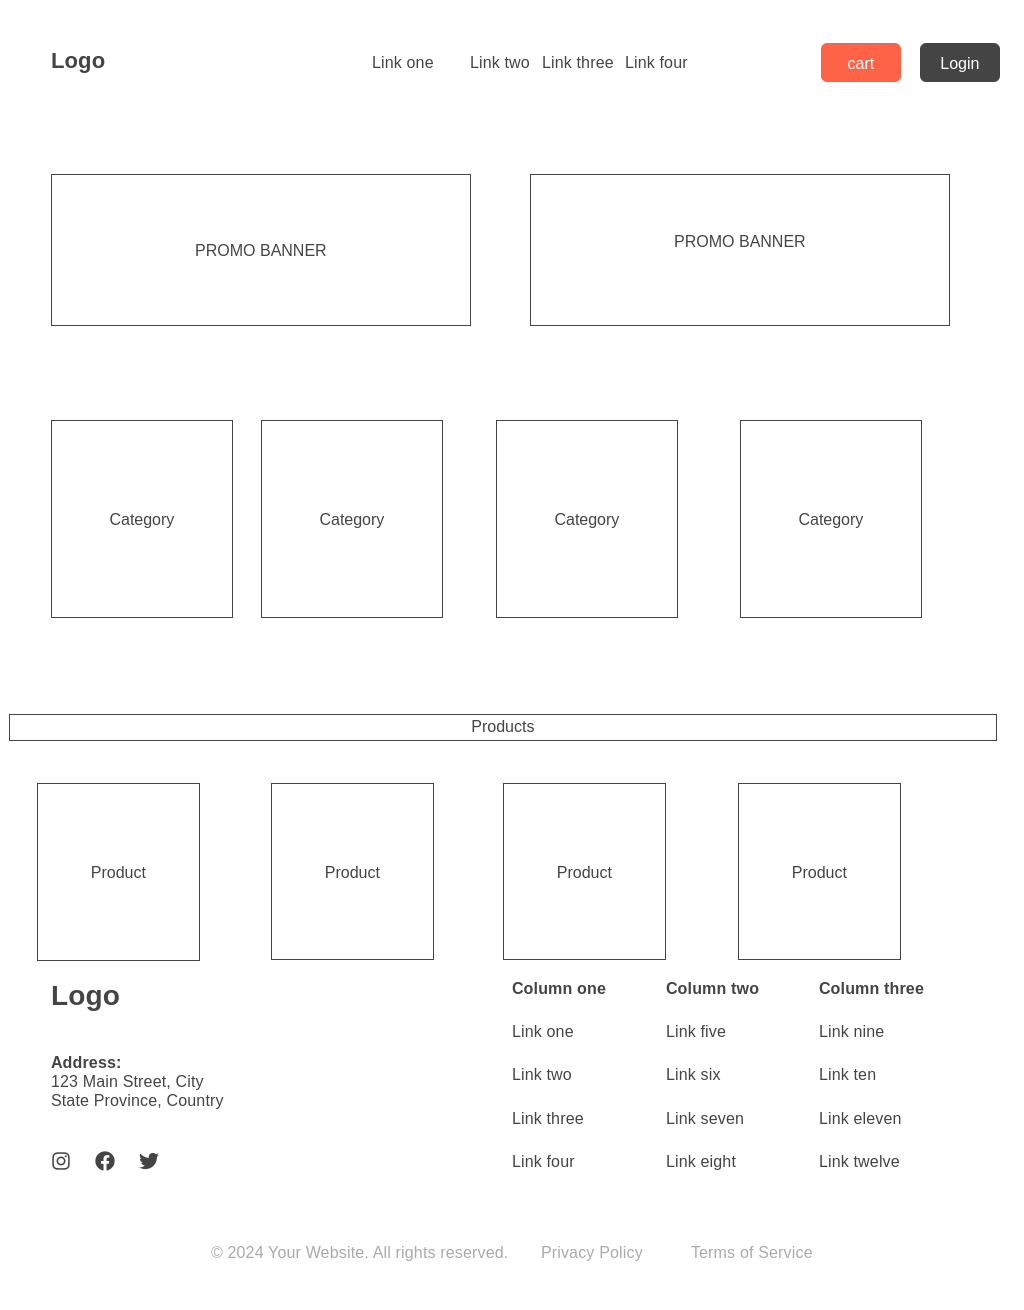 Logo
Link one
Link two
Link three
Link four
cart
Login
PROMO BANNER
PROMO BANNER
Category
Category
Category
Category
Products
Product
Product
Product
Product
Logo
Address:
123 Main Street, City
State Province, Country
Column one
Link one
Link two
Link three
Link four
Column two
Link five
Link six
Link seven
Link eight
Column three
Link nine
Link ten
Link eleven
Link twelve
© 2024 Your Website. All rights reserved.
Privacy Policy
Terms of Service